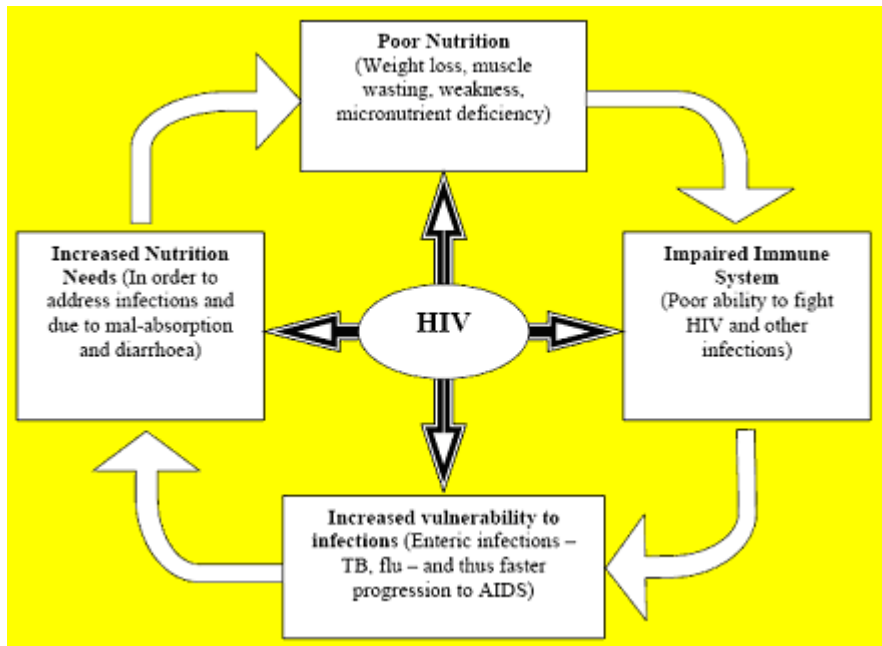 Poor Nutrition
(Weight loss, muscle
wasting, weakness,
micronutrient deficiency)
Increased Nutrition
Needs (In order to
address infections and
due to mal-absorption
and diarrhoea)
HIV
Impaired Immune
System
(Poor ability to fight
HIV and other
infections)
Increased vulnerability to
infections (Enteric infections –
TB, flu – and thus faster
progression to AIDS)